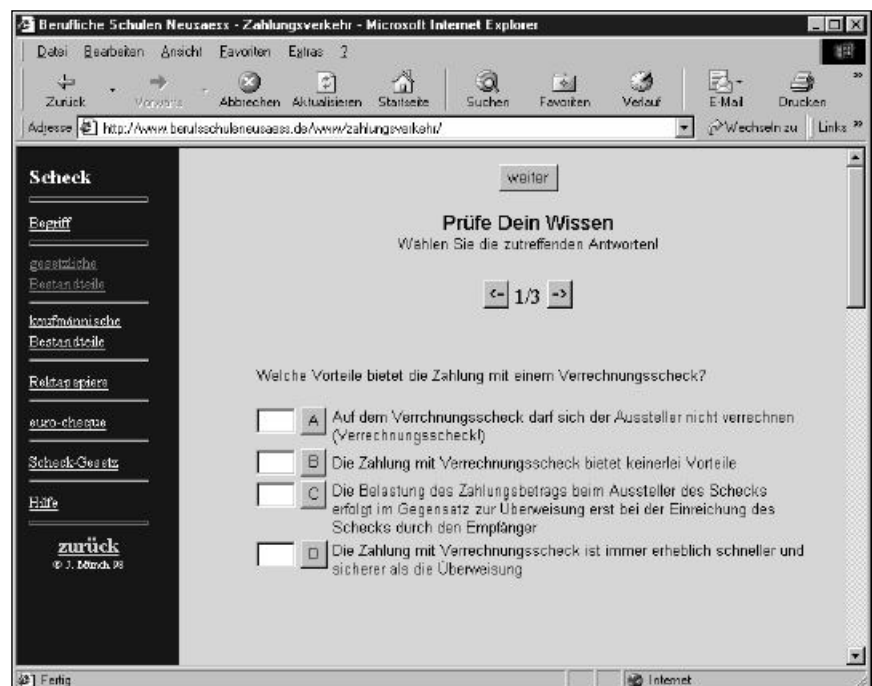 Berufliche Schulen Neusaess - Zahlungsverkehr - Microsoft Internet Explorer
Datei Bearbeiten Ansicht Favoriten Extras ?
Zurück Vorwärts Abbrechen Aktualisieren Startseite Suchen Favoriten Verlauf E-Mail Drucken »
Adresse http://www.berufsschuleneusaess.de/www/zahlungsverkehr/ Wechseln zu Links »
Scheck
Begriff
gesetzliche
Bestandteile
kaufmännische
Bestandteile
Rektapapiere
euro-cheque
Scheck-Gesetz
Hilfe
zurück
© J. Münch 98
weiter
Prüfe Dein Wissen
Wählen Sie die zutreffenden Antworten!
<- 1/3 ->
Welche Vorteile bietet die Zahlung mit einem Verrechnungsscheck?
A Auf dem Verrchnungsscheck darf sich der Aussteller nicht verrechnen
(Verrechnungsscheck!)
B Die Zahlung mit Verrechnungsscheck bietet keinerlei Vorteile
C Die Belastung des Zahlungsbetrags beim Aussteller des Schecks
erfolgt im Gegensatz zur Überweisung erst bei der Einreichung des
Schecks durch den Empfänger
D Die Zahlung mit Verrechnungsscheck ist immer erheblich schneller und
sicherer als die Überweisung
Fertig Internet